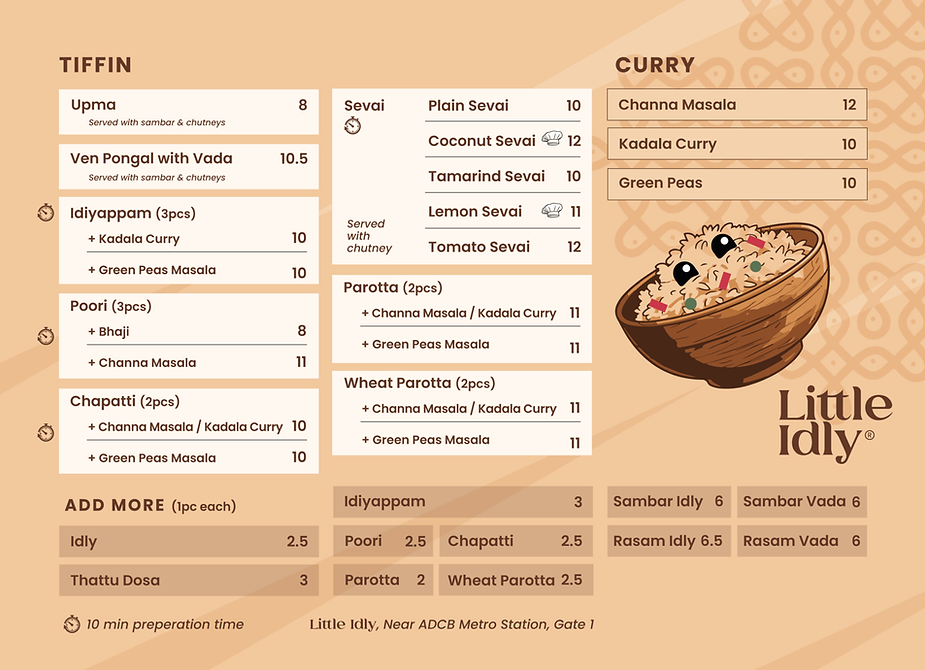 TIFFIN
Upma 8
Served with sambar & chutneys
Ven Pongal with Vada 10.5
Served with sambar & chutneys
Idiyappam (3pcs)
+ Kadala Curry 10
+ Green Peas Masala 10
Poori (3pcs)
+ Bhaji 8
+ Channa Masala 11
Chapatti (2pcs)
+ Channa Masala / Kadala Curry 10
+ Green Peas Masala 10
Sevai
Served
with
chutney
Plain Sevai 10
Coconut Sevai 12
Tamarind Sevai 10
Lemon Sevai 11
Tomato Sevai 12
Parotta (2pcs)
+ Channa Masala / Kadala Curry 11
+ Green Peas Masala 11
Wheat Parotta (2pcs)
+ Channa Masala / Kadala Curry 11
+ Green Peas Masala 11
CURRY
Channa Masala 12
Kadala Curry 10
Green Peas 10
Little
Idly®
ADD MORE (1pc each)
Idly 2.5
Thattu Dosa 3
Idiyappam 3
Poori 2.5
Chapatti 2.5
Parotta 2
Wheat Parotta 2.5
Sambar Idly 6
Sambar Vada 6
Rasam Idly 6.5
Rasam Vada 6
10 min preperation time
Little Idly, Near ADCB Metro Station, Gate 1